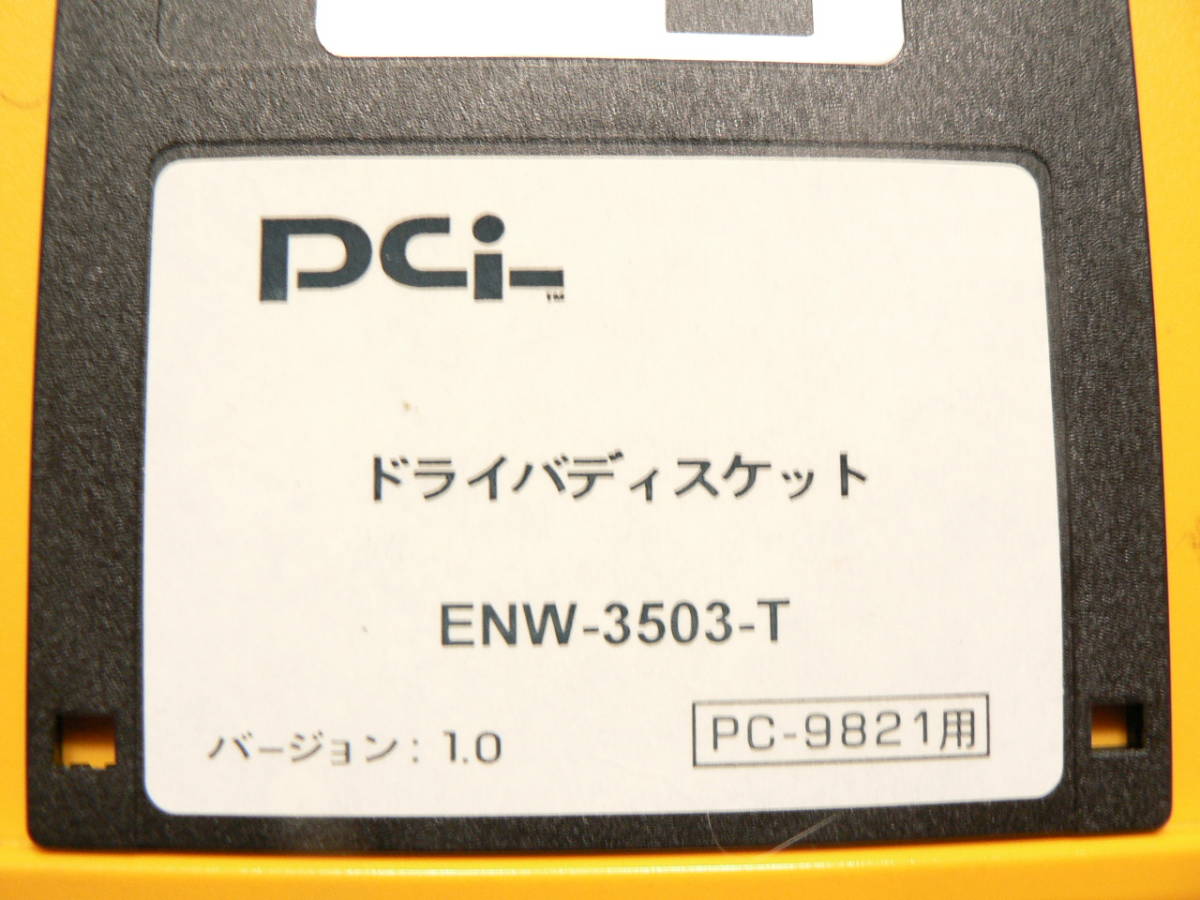 PCi
TM
ドライバディスケット
ENW-3503-T
バージョン: 1.0
PC-9821用